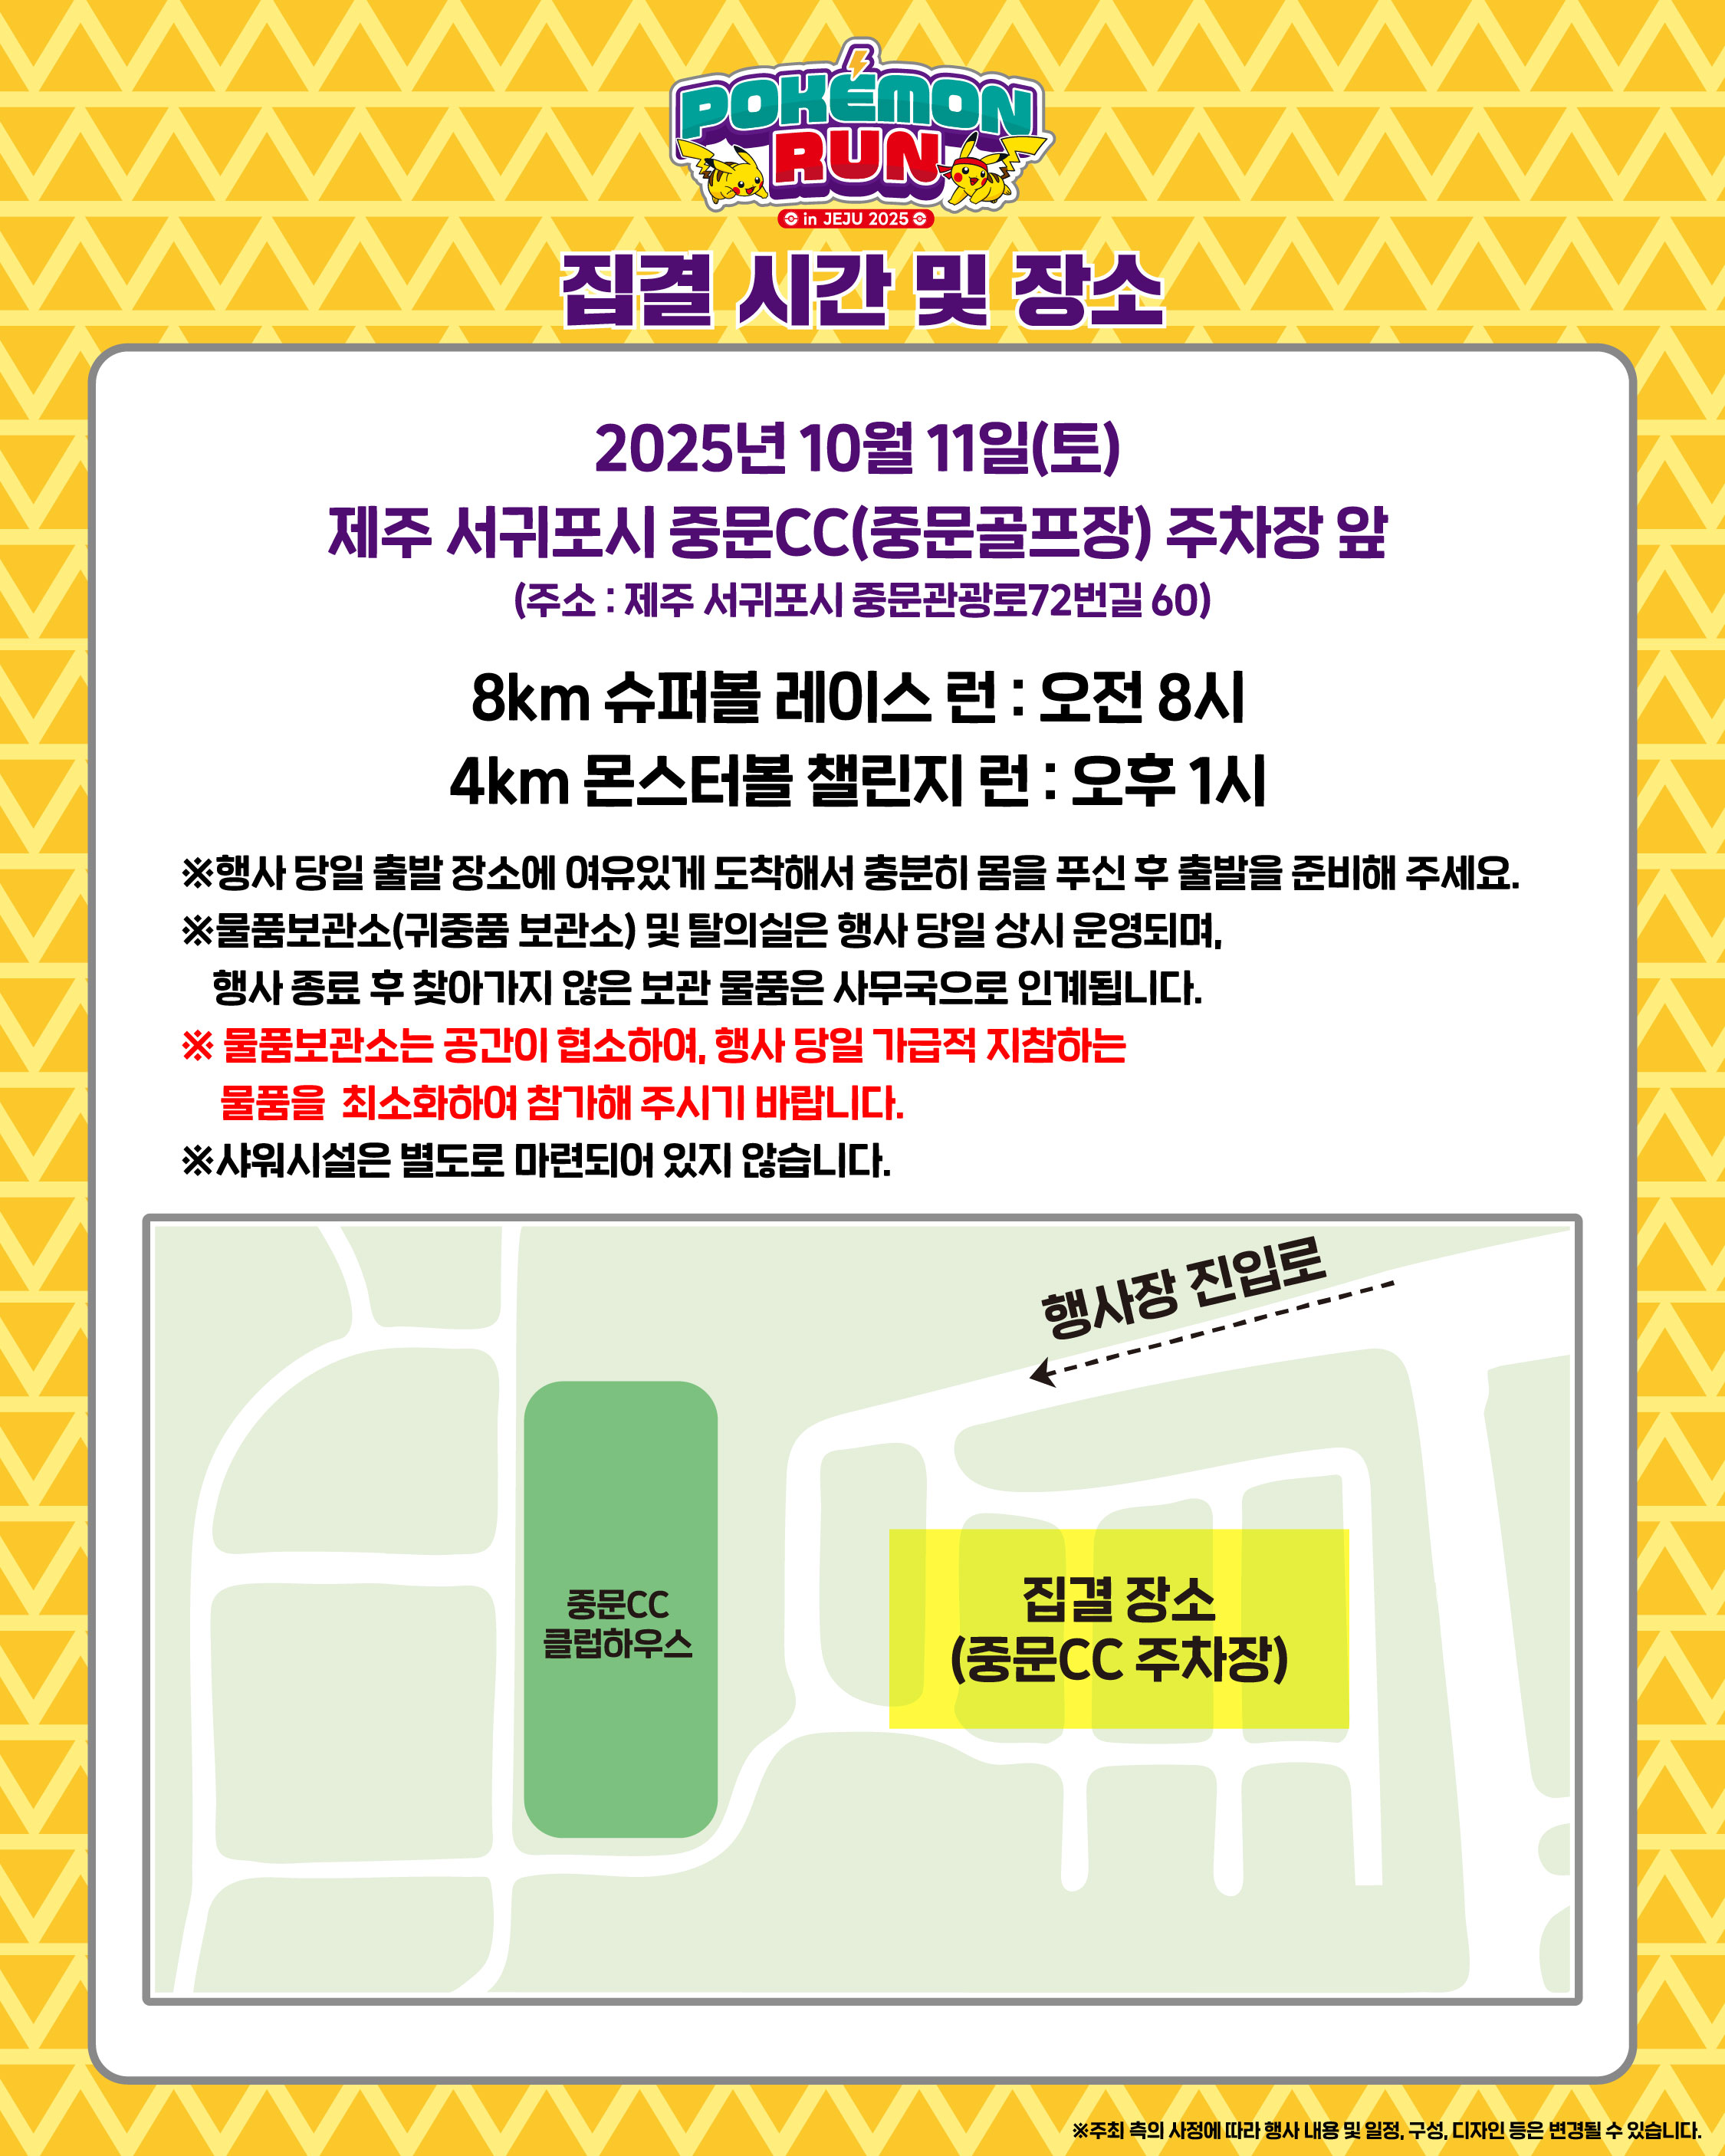 POKÉMON
RUN
in JEJU 2025
집결 시간 및 장소
2025년 10월 11일(토)
제주 서귀포시 중문CC(중문골프장) 주차장 앞
(주소 : 제주 서귀포시 중문관광로72번길 60)
8km 슈퍼볼 레이스 런 : 오전 8시
4km 몬스터볼 챌린지 런 : 오후 1시
※행사 당일 출발 장소에 여유있게 도착해서 충분히 몸을 푸신 후 출발을 준비해 주세요.
※물품보관소(귀중품 보관소) 및 탈의실은 행사 당일 상시 운영되며,
행사 종료 후 찾아가지 않은 보관 물품은 사무국으로 인계됩니다.
※ 물품보관소는 공간이 협소하여, 행사 당일 가급적 지참하는
물품을 최소화하여 참가해 주시기 바랍니다.
※샤워시설은 별도로 마련되어 있지 않습니다.
행사장 진입로
중문CC
클럽하우스
집결 장소
(중문CC 주차장)
※주최 측의 사정에 따라 행사 내용 및 일정, 구성, 디자인 등은 변경될 수 있습니다.